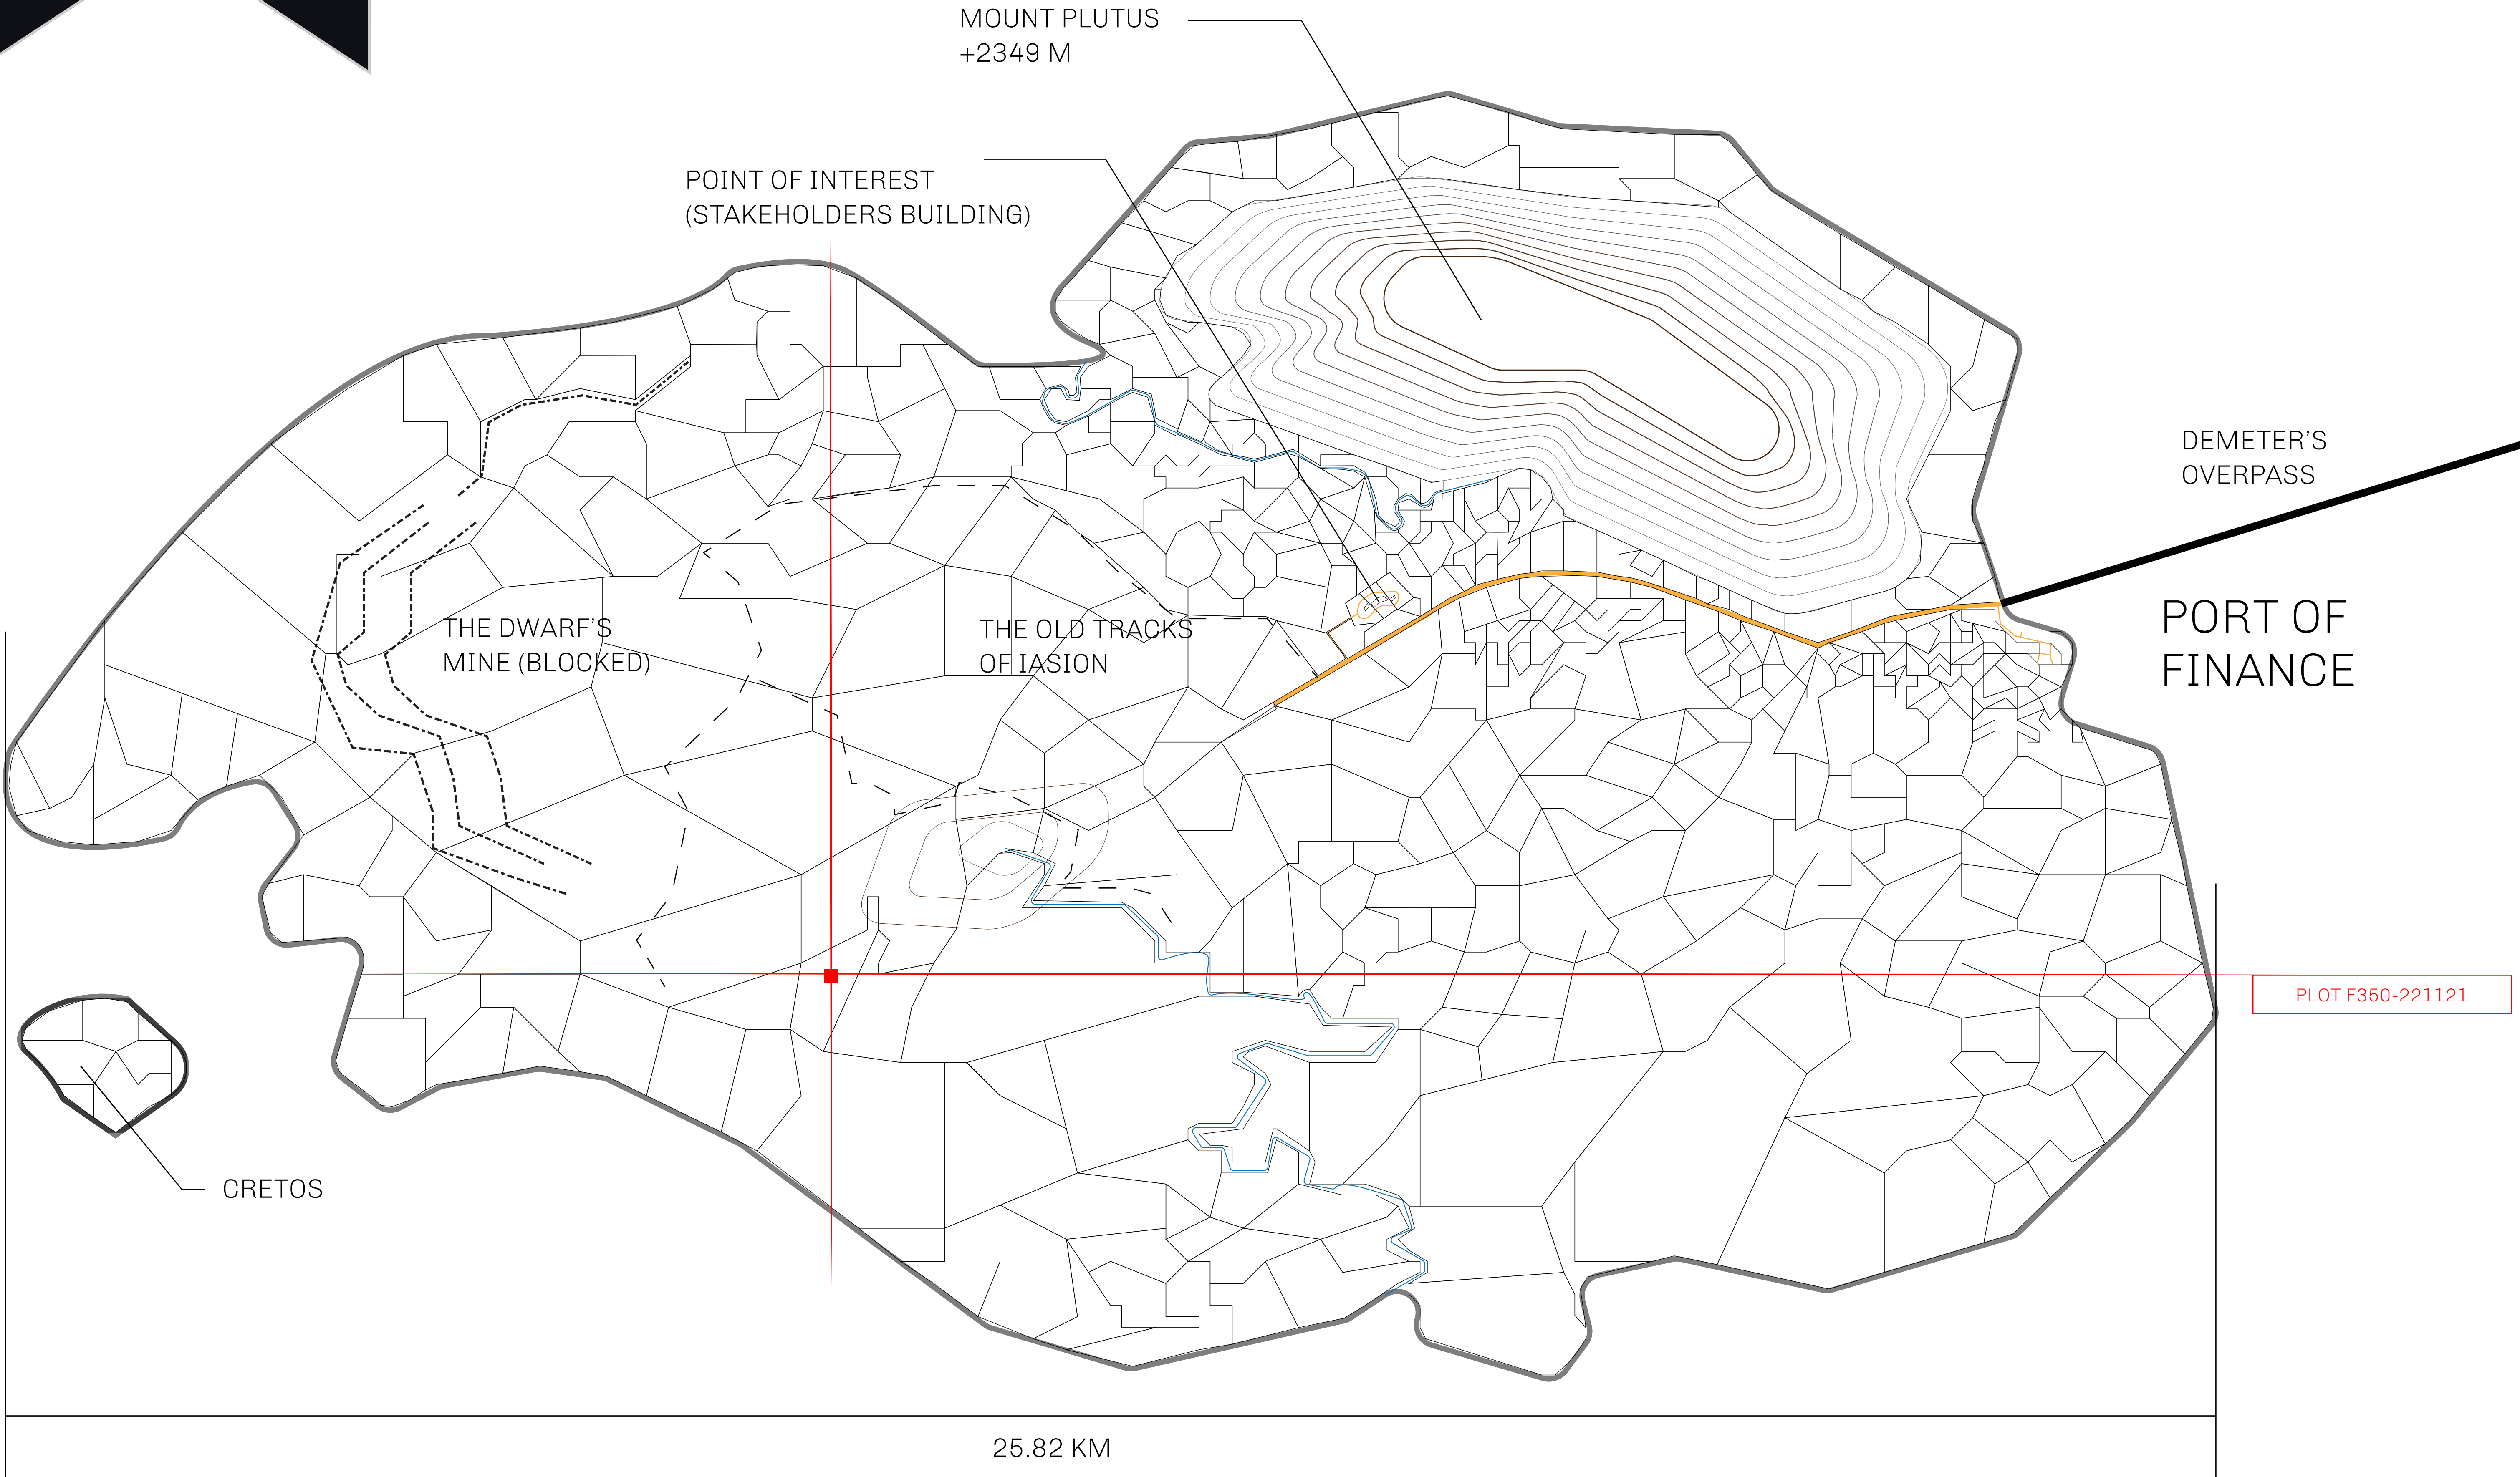 MOUNT PLUTUS
+2349 M
POINT OF INTEREST
(STAKEHOLDERS BUILDING)
DEMETER'S
OVERPASS
PORT OF
FINANCE
THE DWARF'S
MINE (BLOCKED)
THE OLD TRACKS
OF IASION
PLOT F350-221121
CRETOS
25.82 KM